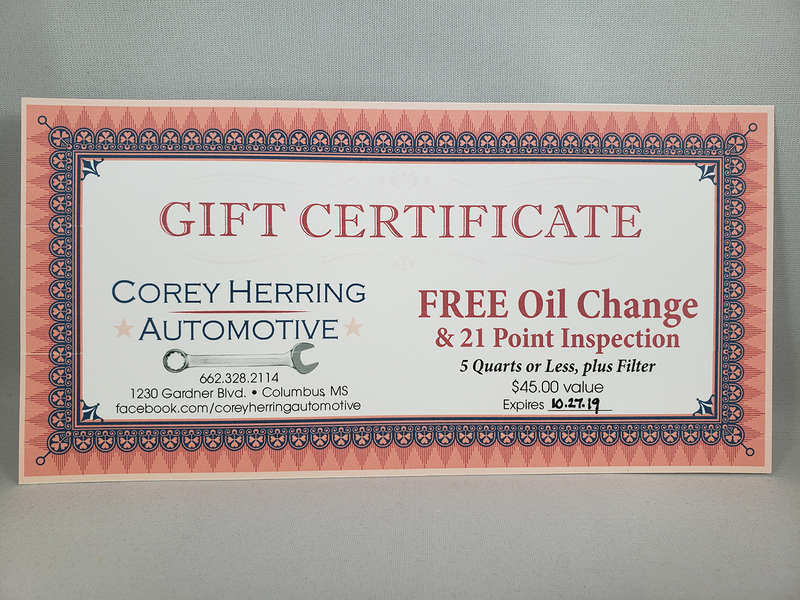 GIFT CERTIFICATE
COREY HERRING
AUTOMOTIVE
662.328.2114
1230 Gardner Blvd. • Columbus, MS
facebook.com/coreyherringautomotive
FREE Oil Change
& 21 Point Inspection
5 Quarts or Less, plus Filter
$45.00 value
Expires 10.27.19